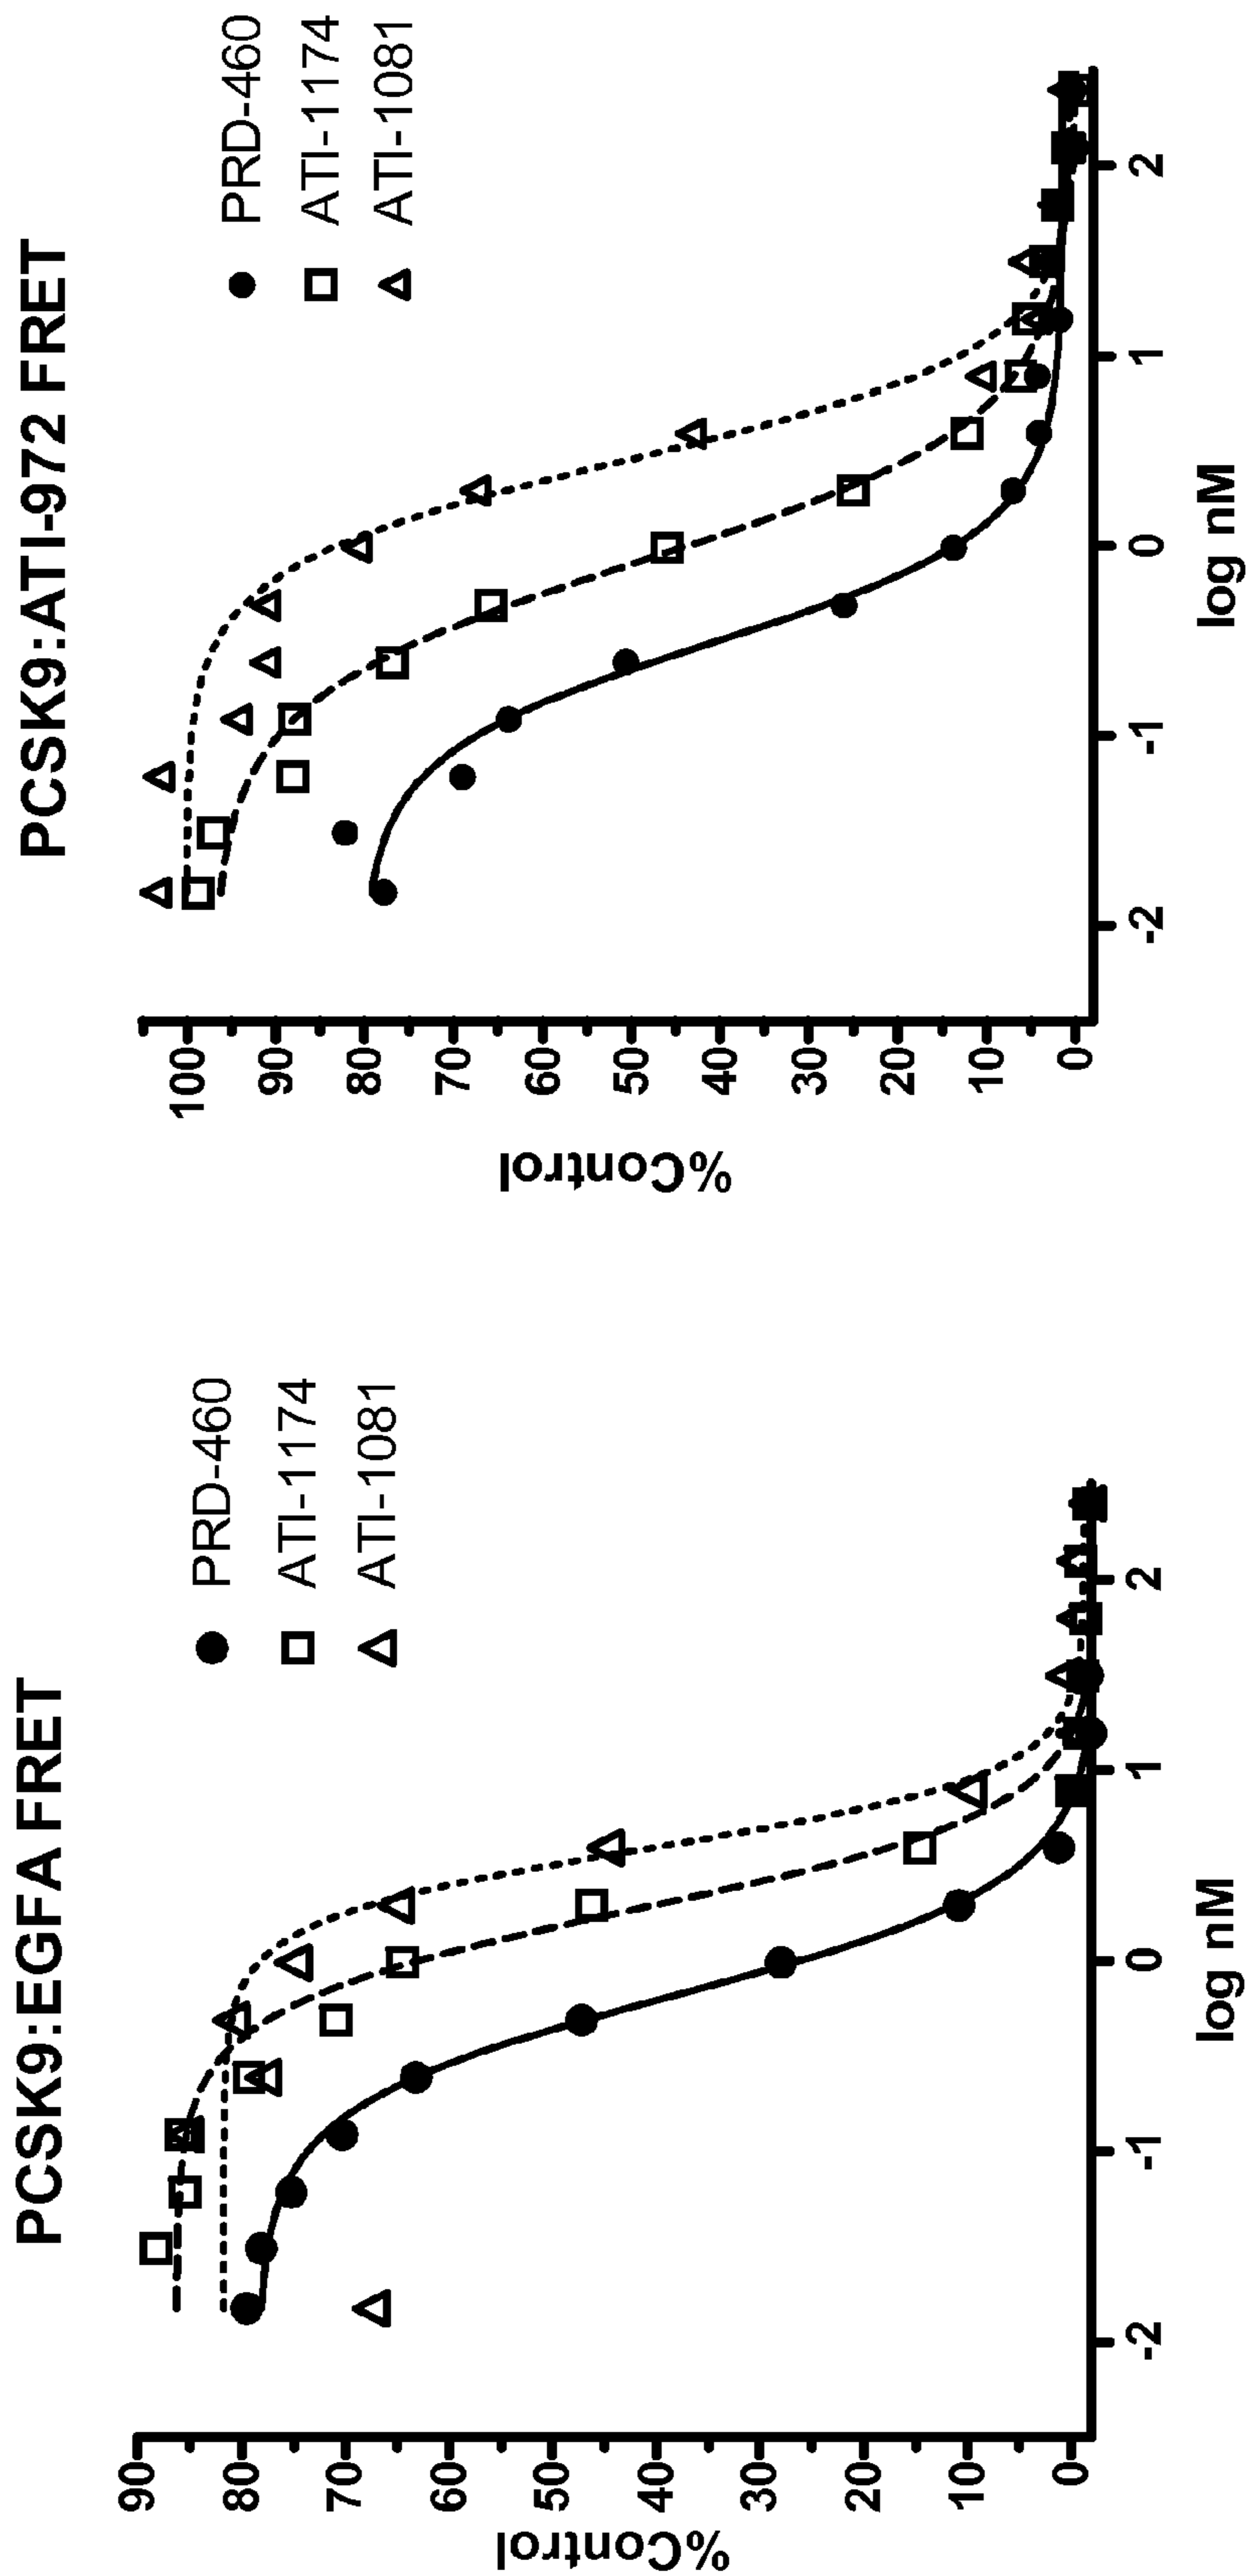 PCSK9:EGFA FRET
PRD-460
ATI-1174
ATI-1081
%Control
90
80
70
60
50
40
30
20
10
0
-2
-1
0
1
2
log nM
PCSK9:ATI-972 FRET
PRD-460
ATI-1174
ATI-1081
%Control
100
90
80
70
60
50
40
30
20
10
0
-2
-1
0
1
2
log nM